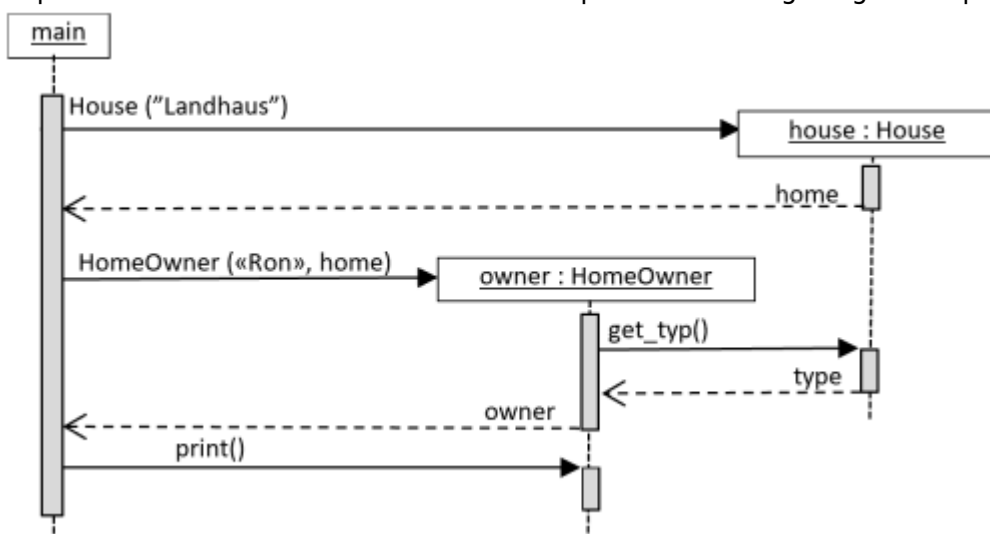 main
House ("Landhaus")
house : House
home
HomeOwner («Ron», home)
owner : HomeOwner
get_typ()
type
owner
print()